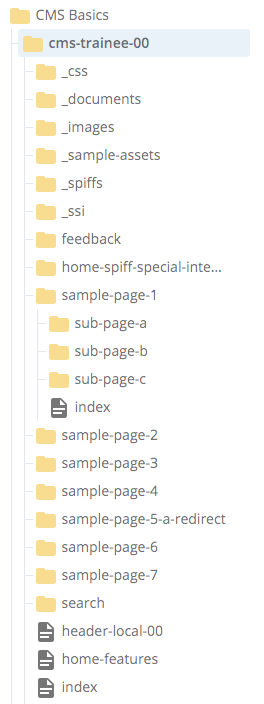 CMS Basics
cms-trainee-00
_css
_documents
_images
_sample-assets
_spiffs
_ssi
feedback
home-spiff-special-inte...
sample-page-1
sub-page-a
sub-page-b
sub-page-c
index
sample-page-2
sample-page-3
sample-page-4
sample-page-5-a-redirect
sample-page-6
sample-page-7
search
header-local-00
home-features
index